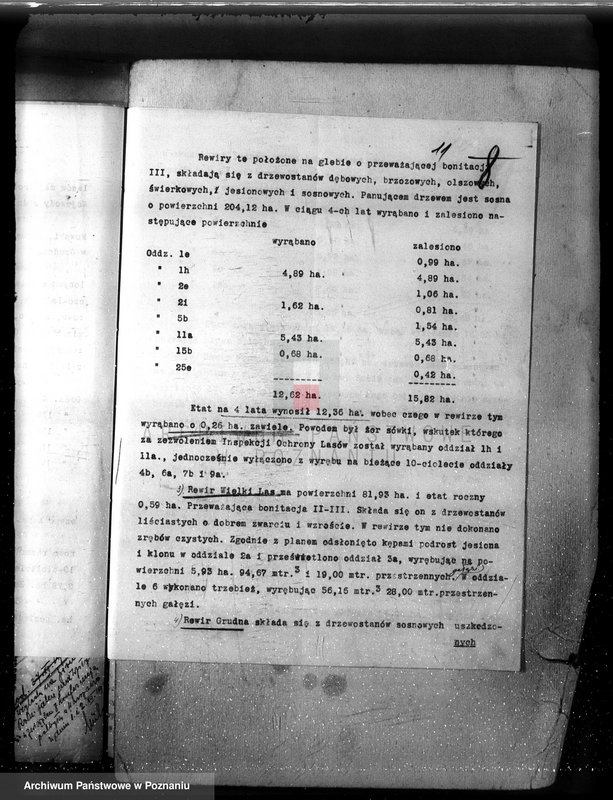 11 8
Rewiry te położone na glebie o przeważającej bonitacji
III, składają się z drzewostanów dębowych, brzozowych, olszowych,
świerkowych, jesionowych i sosnowych. Panującem drzewem jest sosna
o powierzchni 204,12 ha. W ciągu 4-ch lat wyrąbano i zalesiono na-
stępujące powierzchnie
wyrąbano zalesiono
Oddz. 1e 0,99 ha.
" 1h 4,89 ha. 4,89 ha.
" 2e 1,06 ha.
" 2i 1,62 ha. 0,81 ha.
" 5b 1,54 ha.
" 11a 5,43 ha. 5,43 ha.
" 15b 0,68 ha. 0,68 ha.
" 25e 0,42 ha.
12,62 ha. 15,82 ha.
Etat na 4 lata wynosił 12,36 ha. wobec czego w rewirze tym
wyrąbano o 0,26 ha. zawiele. Powodem był żer sówki, wskutek którego
za zezwoleniem Inspekcji Ochrony Lasów został wyrąbany oddział 1h i
11a., jednocześnie wyłączono z wyrębu na bieżące 10-ciolecie oddziały
4b, 6a, 7b i 9a.
3) Rewir Wielki Las ma powierzchni 81,93 ha. i etat roczny
0,59 ha. Przeważająca bonitacja II-III. Składa się on z drzewostanów
liściastych o dobrem zwarciu i wzroście. W rewirze tym nie dokonano
zrębów czystych. Zgodnie z planem odsłonięto kępami podrost jesiona
i klonu w oddziale 2a i prześwietlono oddział 3a, wyrębując na po-
wierzchni 5,93 ha. 94,67 mtr.³ i 19,00 mtr. przestrzennych. W oddzia-
le 6 wykonano trzebież, wyrębując 56,16 mtr.³ 28,00 mtr.przestrzen-
nych gałęzi.
4) Rewir Grudna składa się z drzewostanów sosnowych uszkodzo-
nych
POZNANIU
Archiwum Państwowe w Poznaniu